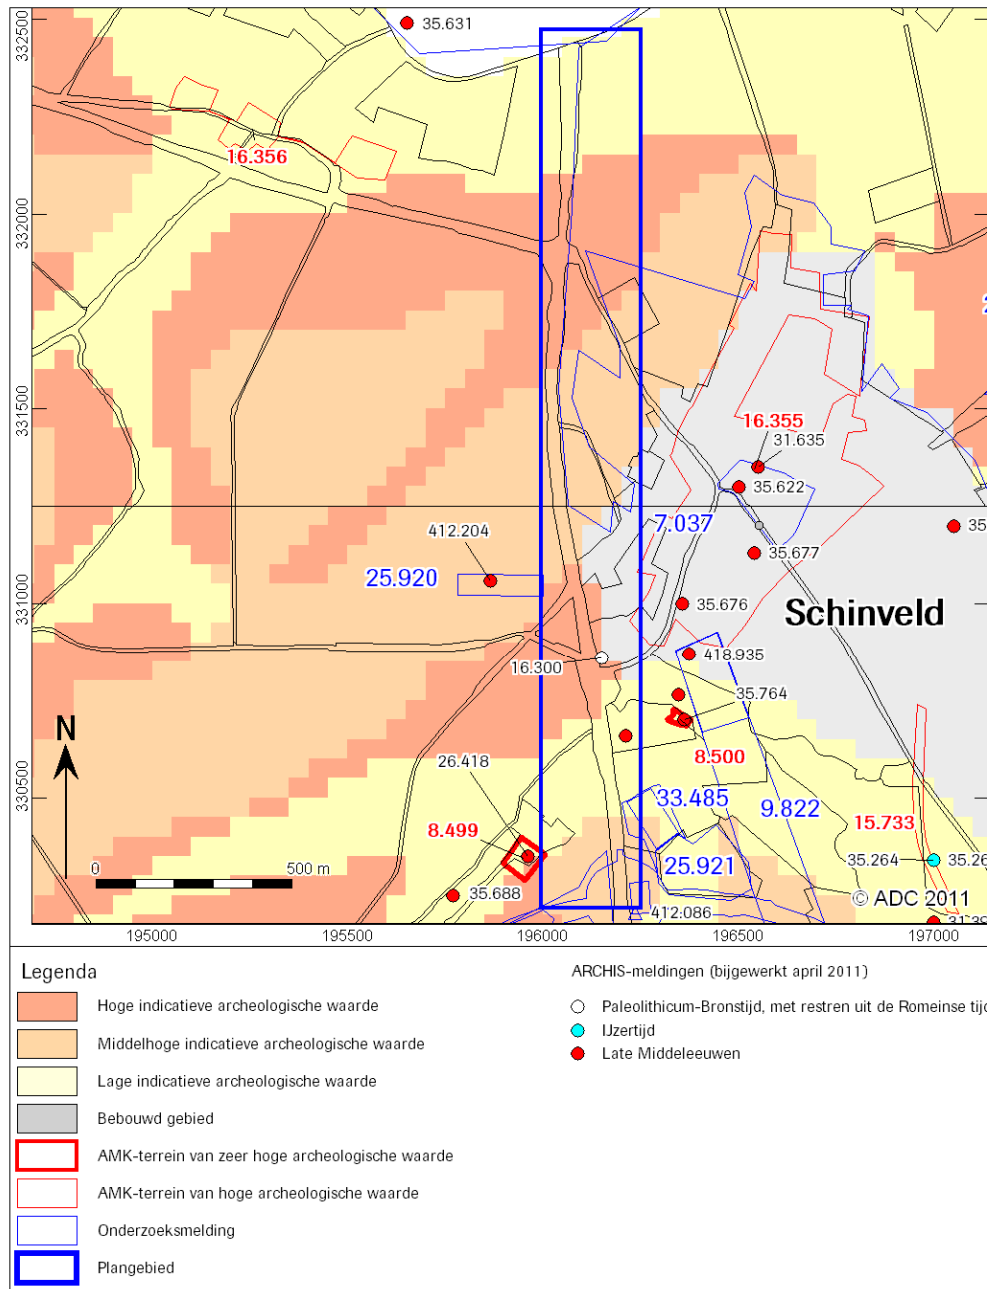 332500
332000
331500
331000
330500
35.631
16.356
16.355
31.635
35.622
7.037
35.677
412.204
25.920
35.676
Schinveld
418.935
16.300
35.764
N
26.418
8.500
33.485
9.822
8.499
15.733
25.921
35.264
0
500 m
35.688
412.086
© ADC 2011
195000
195500
196000
196500
197000
Legenda
Hoge indicatieve archeologische waarde
Middelhoge indicatieve archeologische waarde
Lage indicatieve archeologische waarde
Bebouwd gebied
AMK-terrein van zeer hoge archeologische waarde
AMK-terrein van hoge archeologische waarde
Onderzoeksmelding
Plangebied
ARCHIS-meldingen (bijgewerkt april 2011)
Paleolithicum-Bronstijd, met restren uit de Romeinse tijd
IJzertijd
Late Middeleeuwen